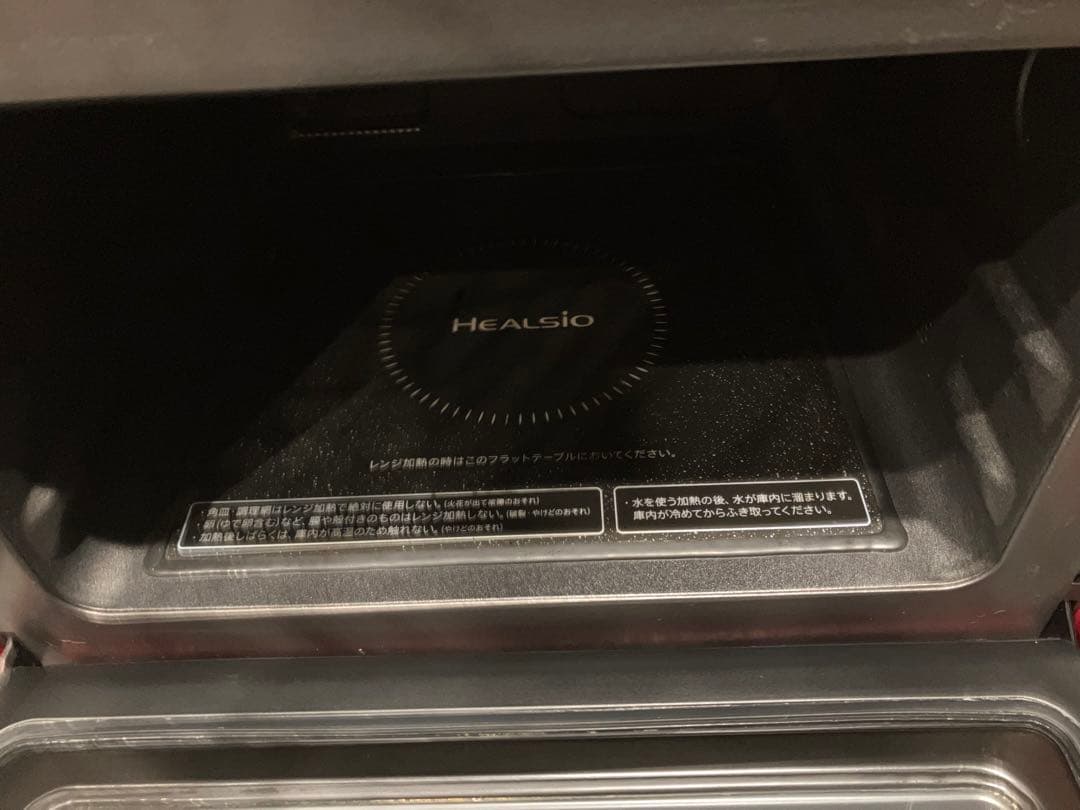 HEALSiO
レンジ加熱の時はこのフラットテーブルにおいてください。
・角皿・調理網はレンジ加熱で絶対に使用しない。(火花が出て故障のおそれ)
・卵(ゆで卵含む)など、膜や殻付きのものはレンジ加熱しない。(破裂・やけどのおそれ)
・加熱後しばらくは、庫内が高温のため触れない。(やけどのおそれ)
・水を使う加熱の後、水が庫内に溜まります。
庫内が冷めてからふき取ってください。